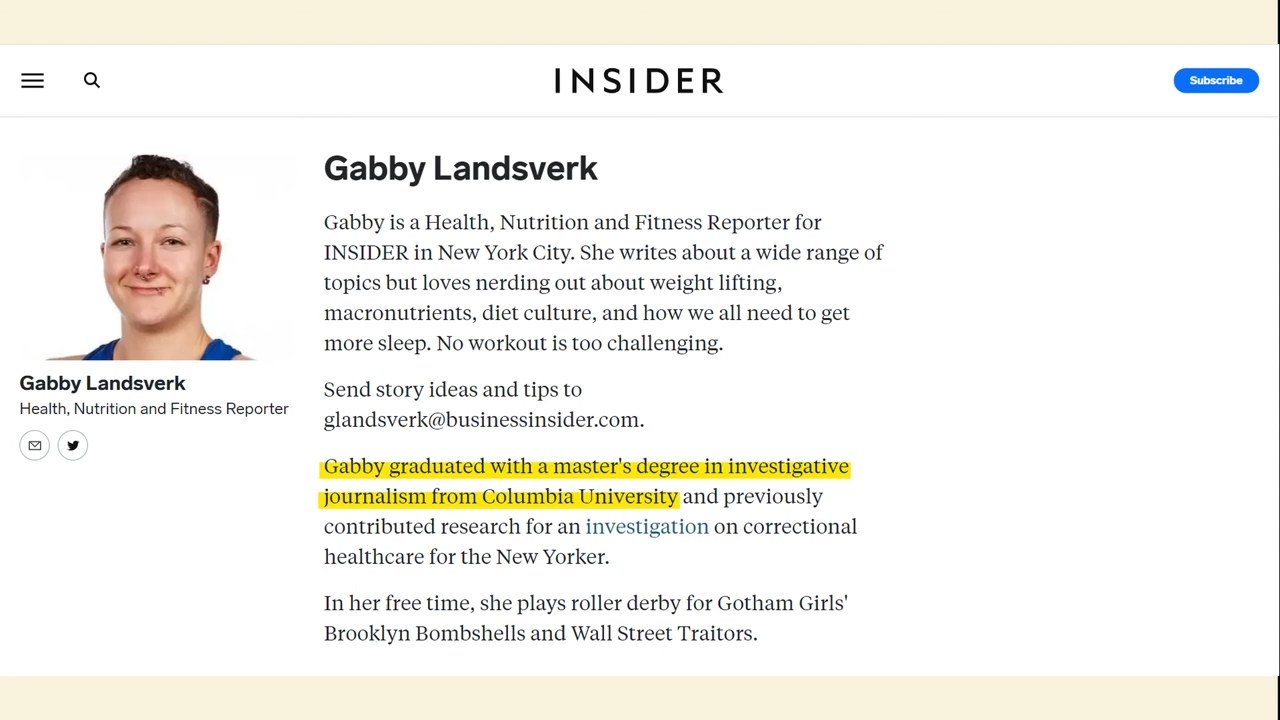 INSIDER
Subscribe
Gabby Landsverk
Gabby is a Health, Nutrition and Fitness Reporter for
INSIDER in New York City. She writes about a wide range of
topics but loves nerding out about weight lifting,
macronutrients, diet culture, and how we all need to get
more sleep. No workout is too challenging.
Send story ideas and tips to
glandsverk@businessinsider.com.
Gabby graduated with a master's degree in investigative
journalism from Columbia University and previously
contributed research for an investigation on correctional
healthcare for the New Yorker.
In her free time, she plays roller derby for Gotham Girls'
Brooklyn Bombshells and Wall Street Traitors.
Gabby Landsverk
Health, Nutrition and Fitness Reporter